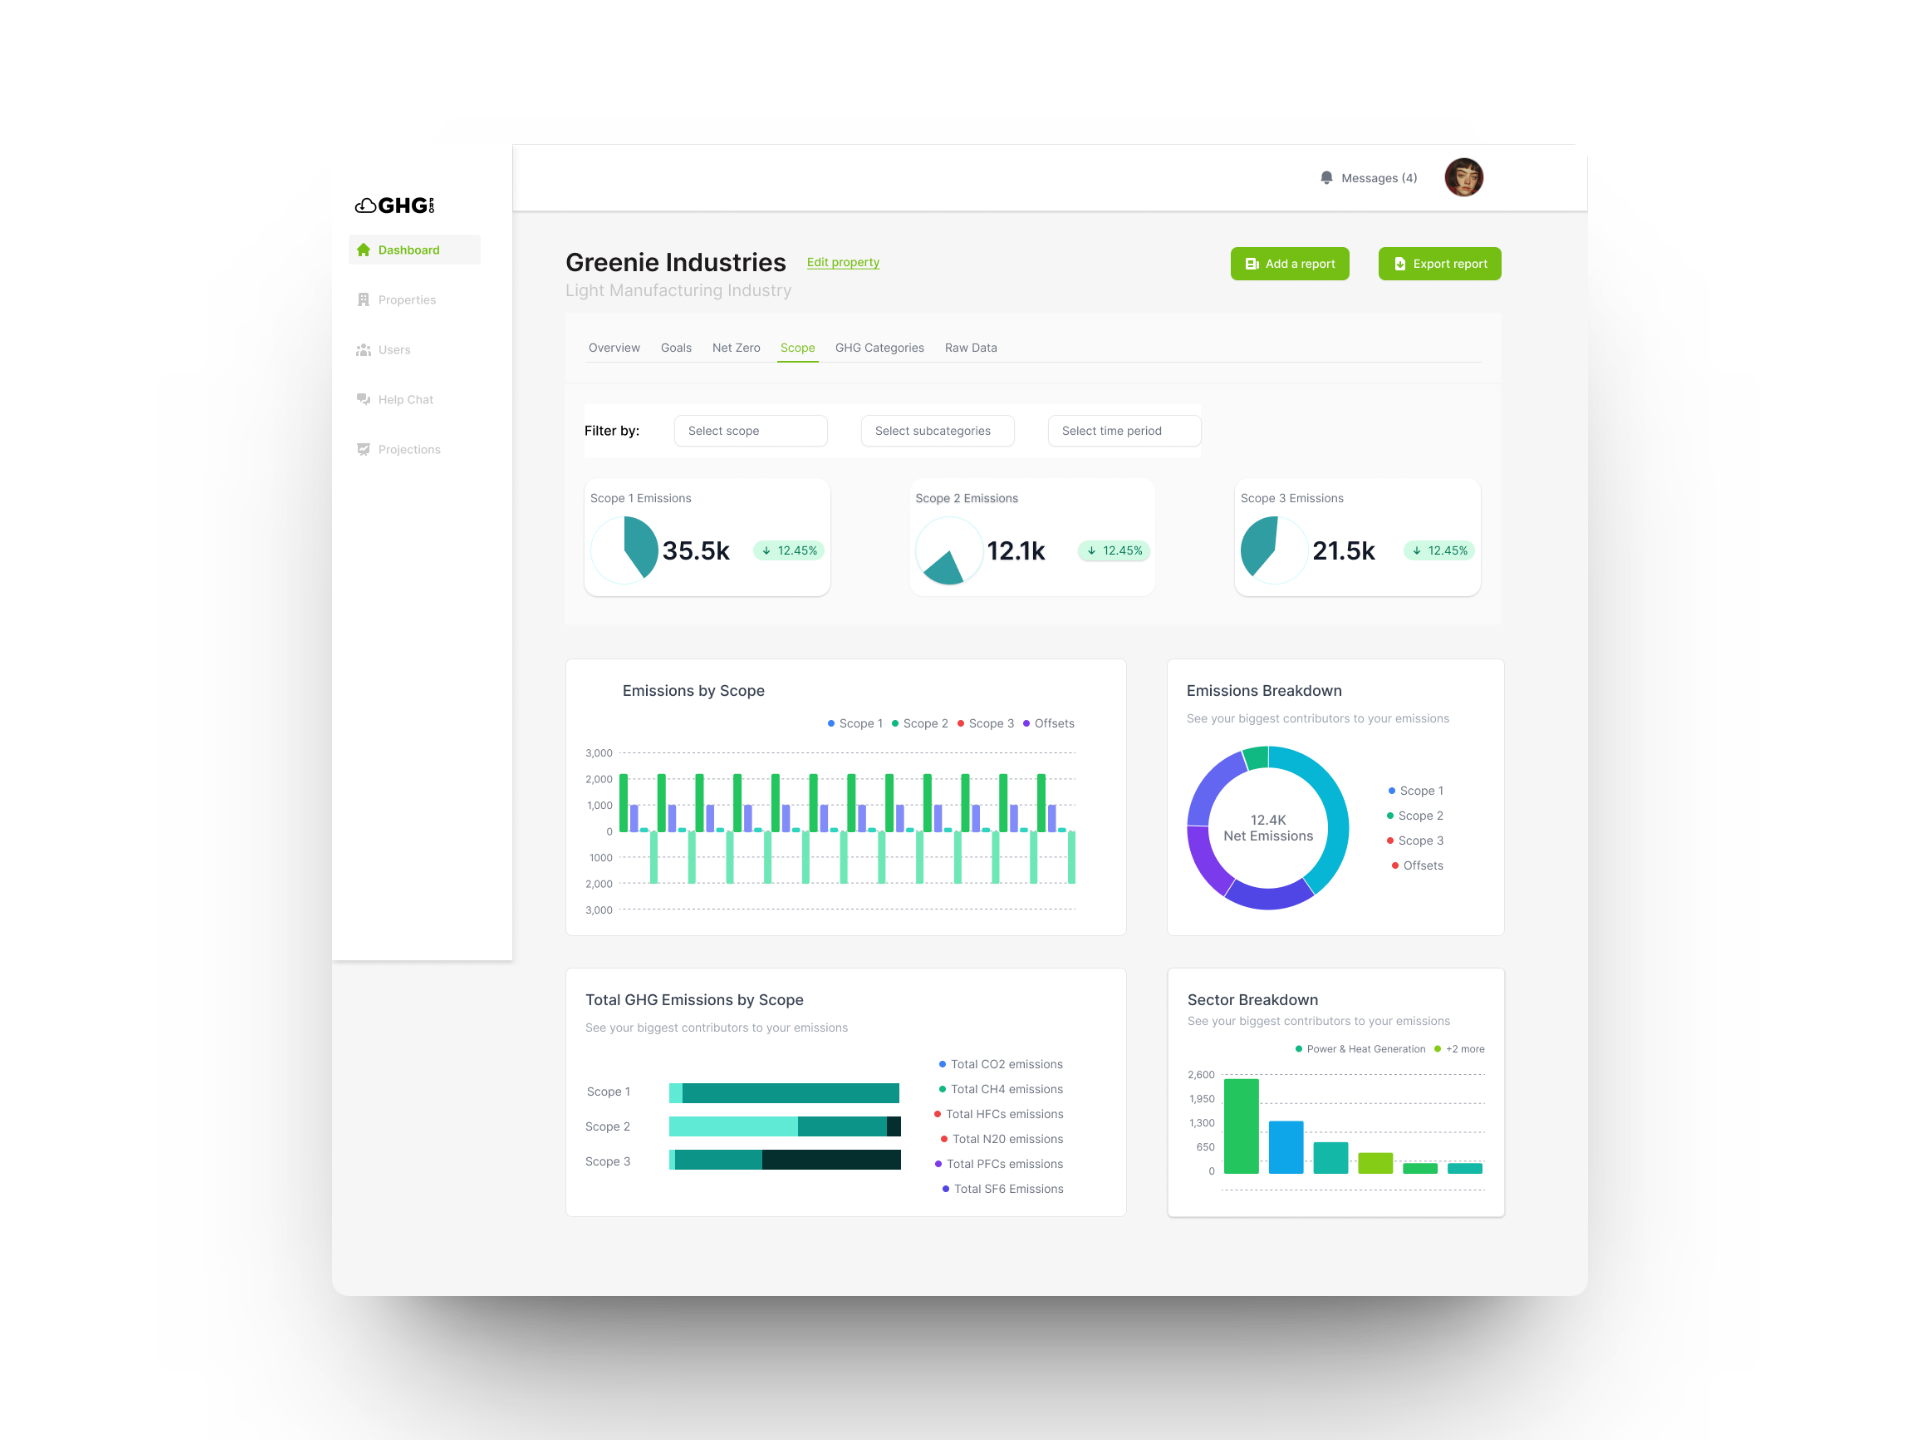 GHG PRO
Messages (4)
Dashboard
Properties
Users
Help Chat
Projections
Greenie Industries
Edit property
Light Manufacturing Industry
Add a report
Export report
Overview
Goals
Net Zero
Scope
GHG Categories
Raw Data
Filter by:
Select scope
Select subcategories
Select time period
Scope 1 Emissions
35.5k
12.45%
Scope 2 Emissions
12.1k
12.45%
Scope 3 Emissions
21.5k
12.45%
Emissions by Scope
Scope 1
Scope 2
Scope 3
Offsets
3,000
2,000
1,000
0
1000
2,000
3,000
Emissions Breakdown
See your biggest contributors to your emissions
12.4K
Net Emissions
Scope 1
Scope 2
Scope 3
Offsets
Total GHG Emissions by Scope
See your biggest contributors to your emissions
Scope 1
Scope 2
Scope 3
Total CO2 emissions
Total CH4 emissions
Total HFCs emissions
Total N20 emissions
Total PFCs emissions
Total SF6 Emissions
Sector Breakdown
See your biggest contributors to your emissions
Power & Heat Generation
+2 more
2,600
1,950
1,300
650
0